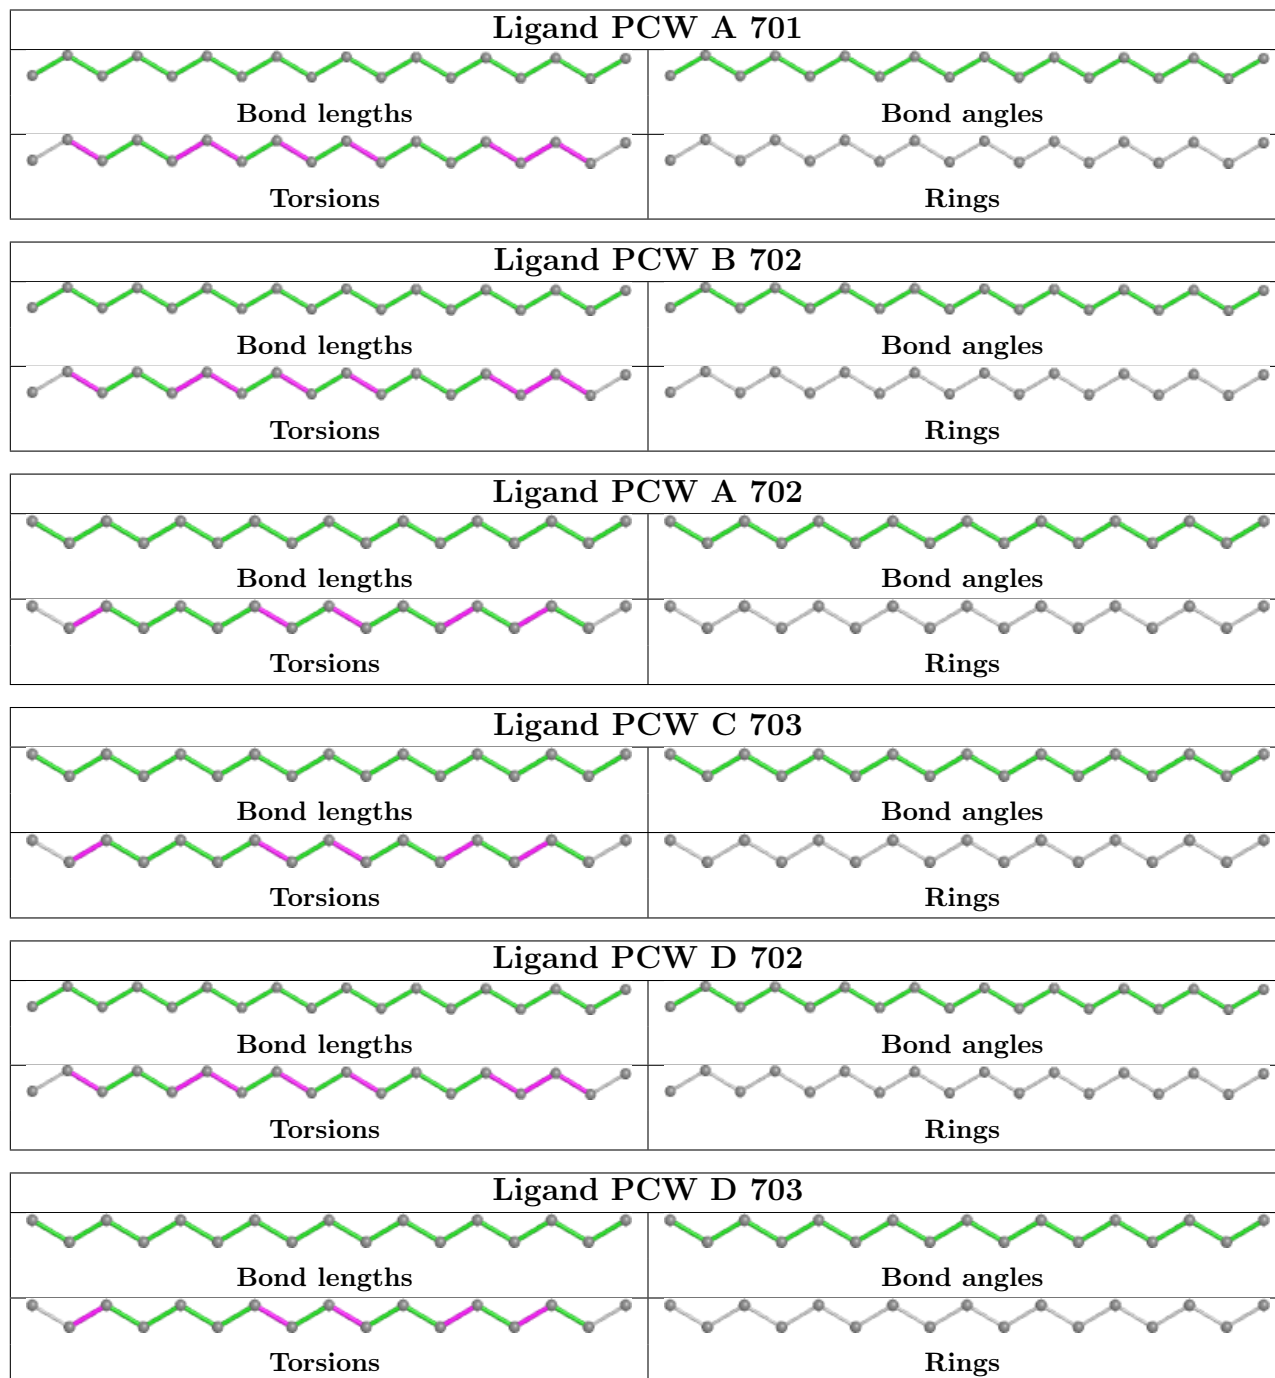 Ligand PCW A 701
Bond lengths
Bond angles
Torsions
Rings
Ligand PCW B 702
Bond lengths
Bond angles
Torsions
Rings
Ligand PCW A 702
Bond lengths
Bond angles
Torsions
Rings
Ligand PCW C 703
Bond lengths
Bond angles
Torsions
Rings
Ligand PCW D 702
Bond lengths
Bond angles
Torsions
Rings
Ligand PCW D 703
Bond lengths
Bond angles
Torsions
Rings